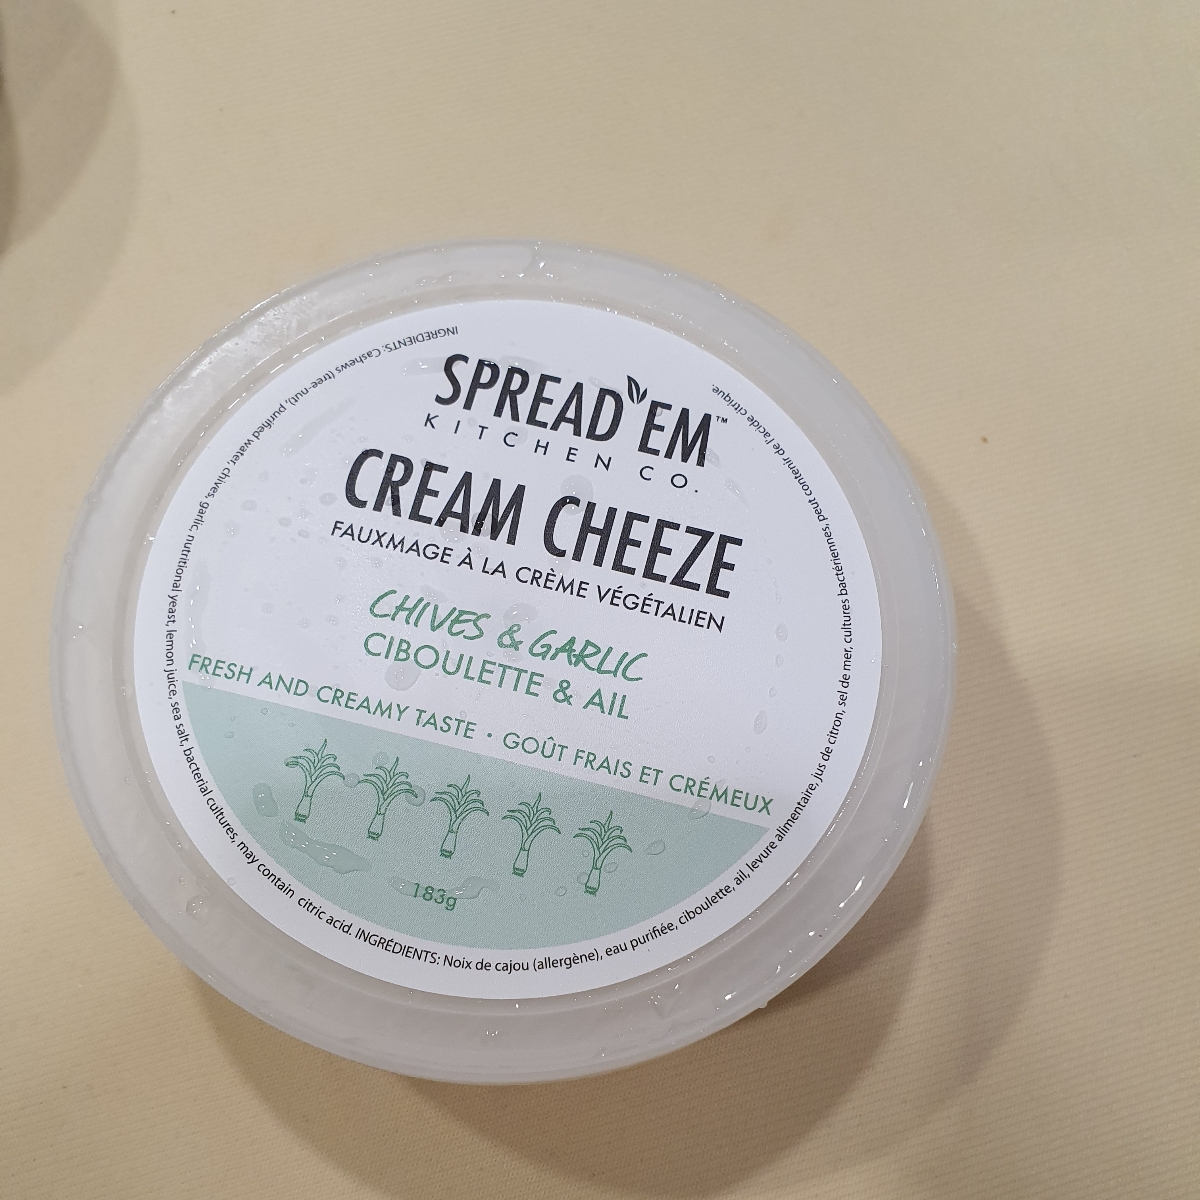 SPREAD'EM™
KITCHEN CO.
CREAM CHEEZE
FAUXMAGE À LA CRÈME VÉGÉTALIEN
CHIVES & GARLIC
CIBOULETTE & AIL
FRESH AND CREAMY TASTE • GOÛT FRAIS ET CRÉMEUX
183g
INGREDIENTS: Cashews (tree-nut), purified water, chives, garlic nutritional yeast, lemon juice, sea salt, bacterial cultures, may contain citric acid. INGRÉDIENTS: Noix de cajou (allergène), eau purifiée, ciboulette, ail, levure alimentaire, jus de citron, sel de mer, cultures bactériennes, peut contenir de l'acide citrique.